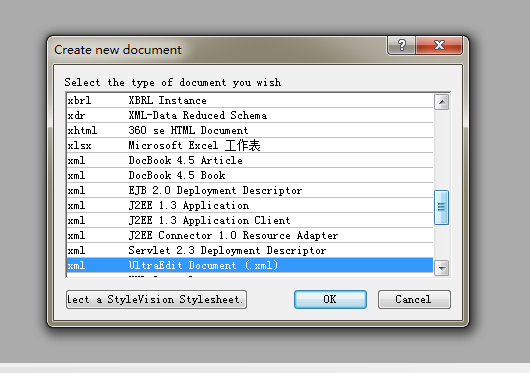 Create new document
Select the type of document you wish
xbrl XBRL Instance
xdr XML-Data Reduced Schema
xhtml 360 se HTML Document
xlsx Microsoft Excel 工作表
xml DocBook 4.5 Article
xml DocBook 4.5 Book
xml EJB 2.0 Deployment Descriptor
xml J2EE 1.3 Application
xml J2EE 1.3 Application Client
xml J2EE Connector 1.0 Resource Adapter
xml Servlet 2.3 Deployment Descriptor
xml UltraEdit Document (.xml)
lect a StyleVision Stylesheet. OK Cancel